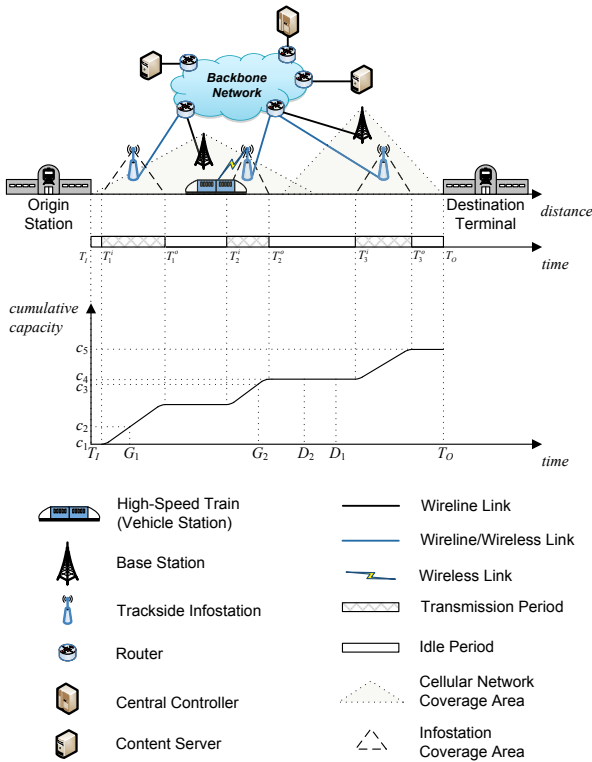 Backbone
Network
Origin
Station
Destination
Terminal
distance
T_I T_1^i T_1^o T_2^i T_2^o T_3^i T_3^o T_O
time
cumulative
capacity
c_5
c_4
c_3
c_2
c_1
T_I G_1 G_2 D_2 D_1 T_O
time
High-Speed Train
(Vehicle Station)
Wireline Link
Wireline/Wireless Link
Base Station
Wireless Link
Trackside Infostation
Transmission Period
Router
Idle Period
Central Controller
Cellular Network
Coverage Area
Content Server
Infostation
Coverage Area